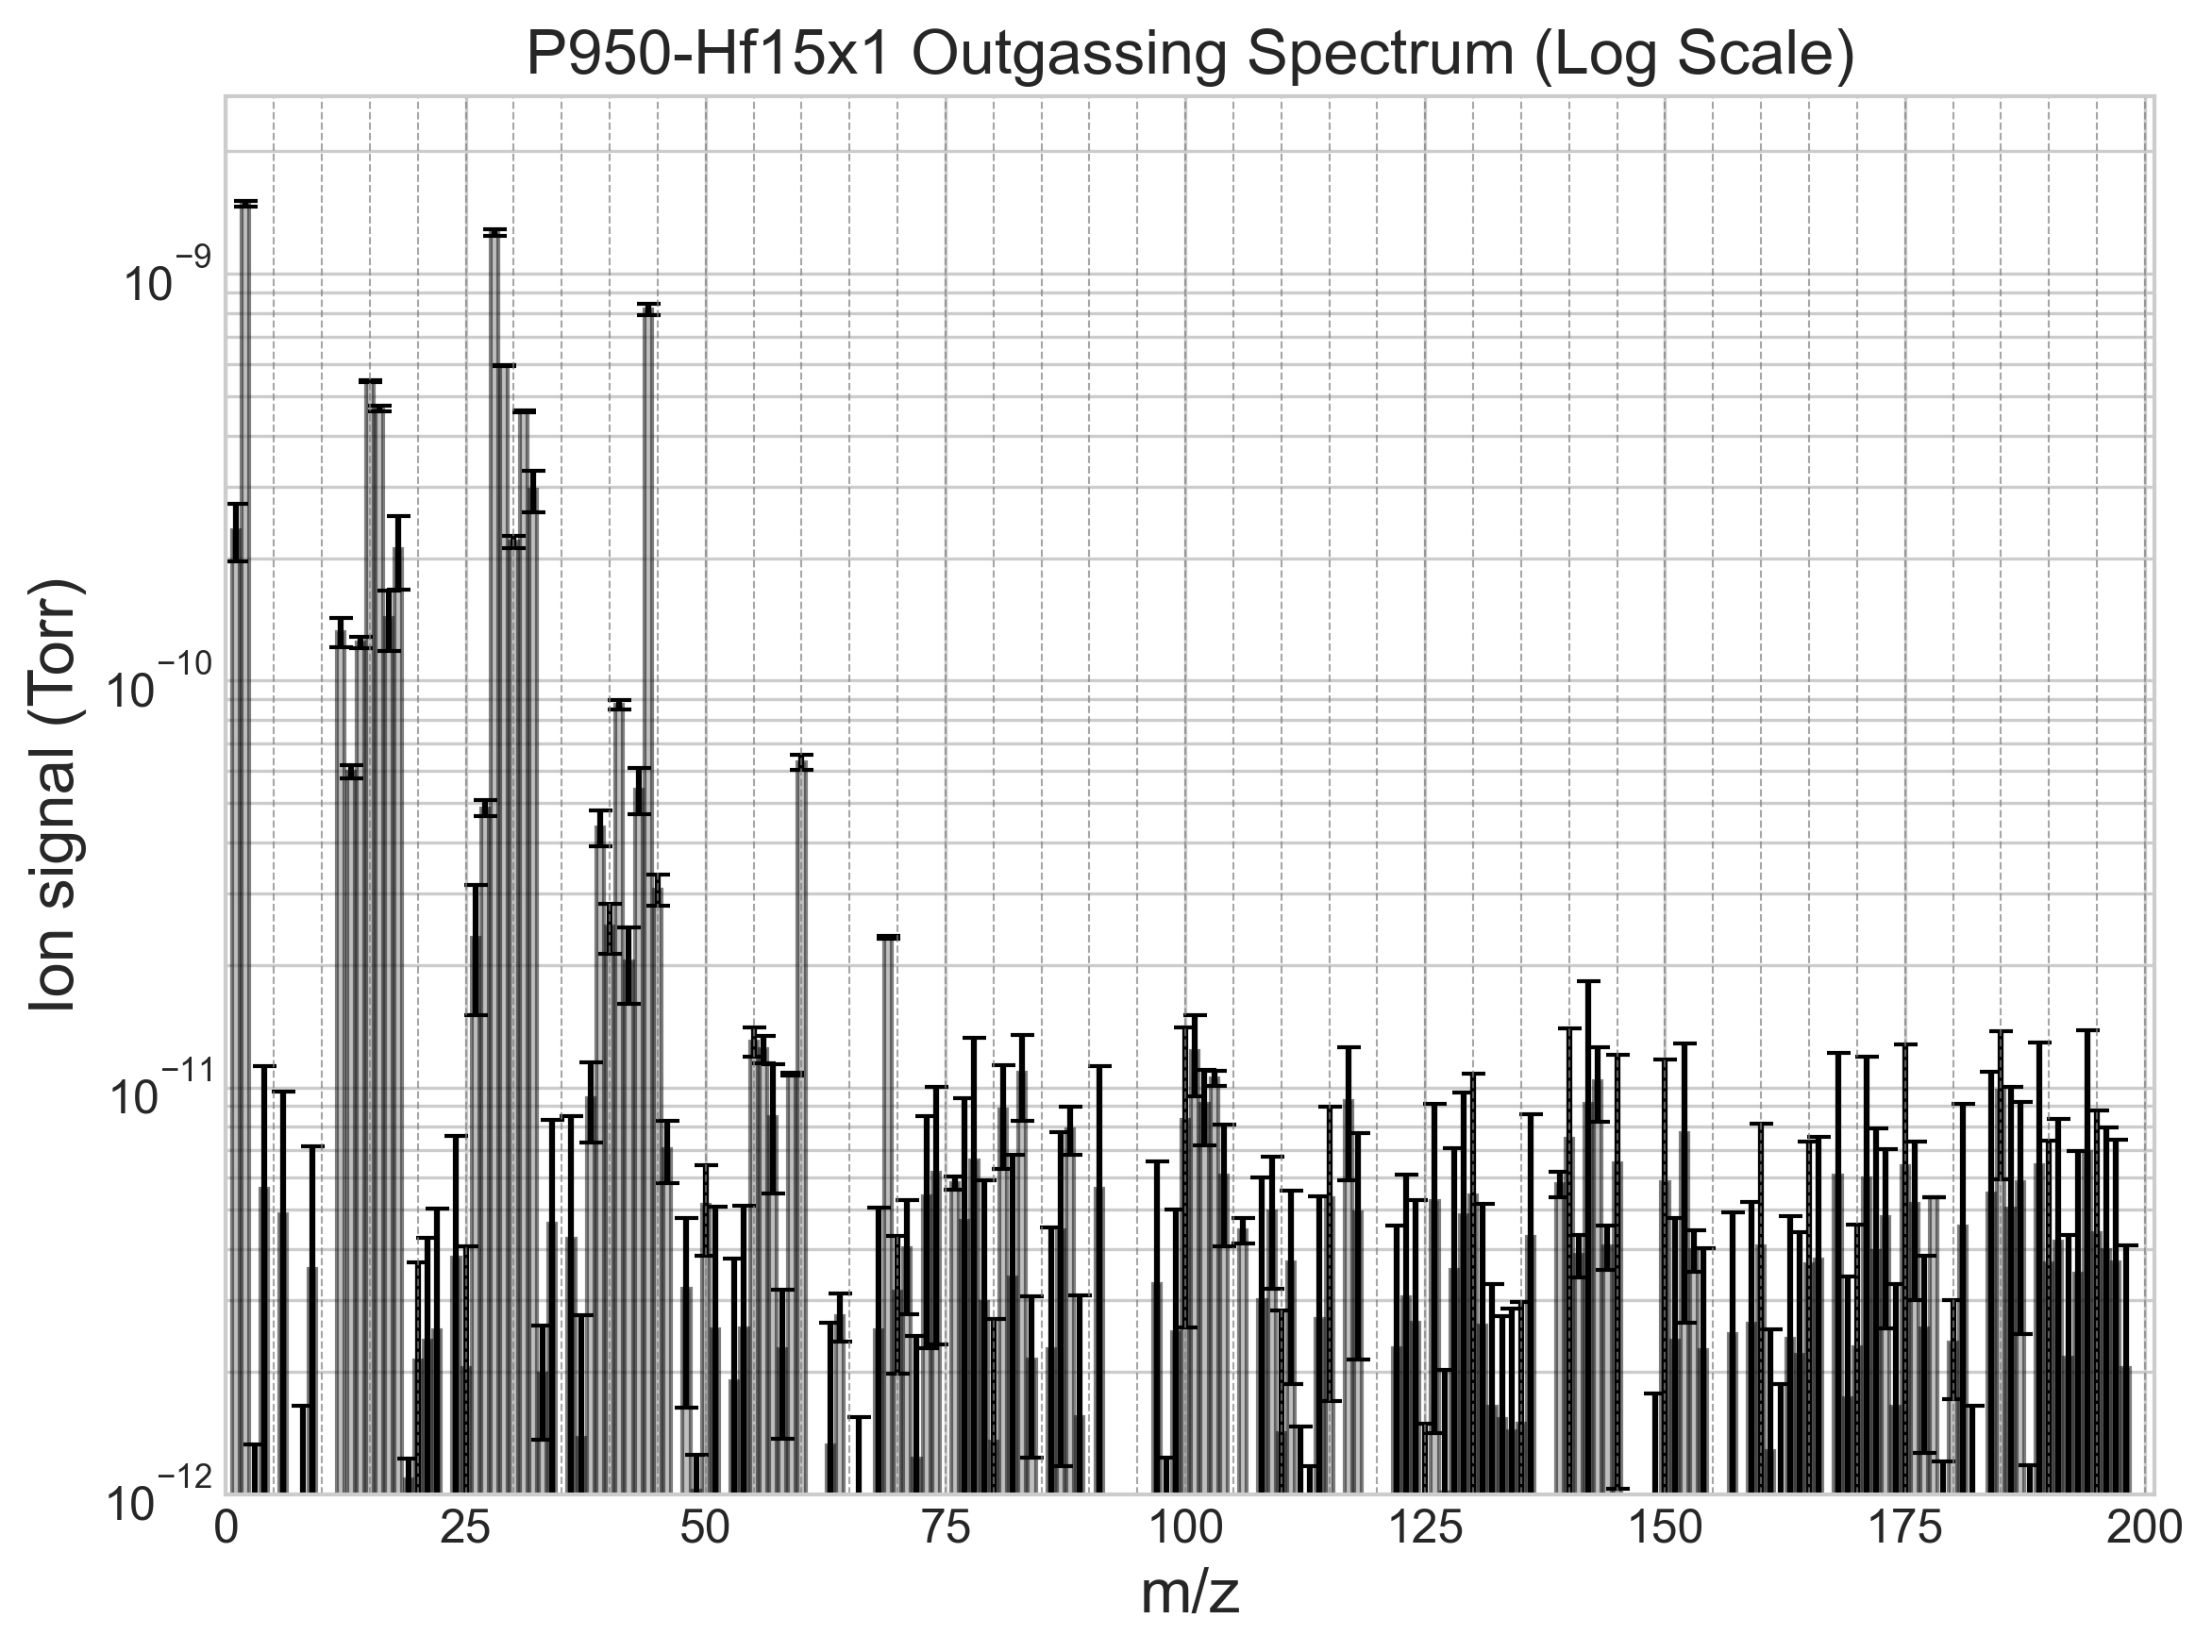 P950-Hf15x1 Outgassing Spectrum (Log Scale)
Ion signal (Torr)
10⁻⁹
10⁻¹⁰
10⁻¹¹
10⁻¹²
0 25 50 75 100 125 150 175 200
m/z